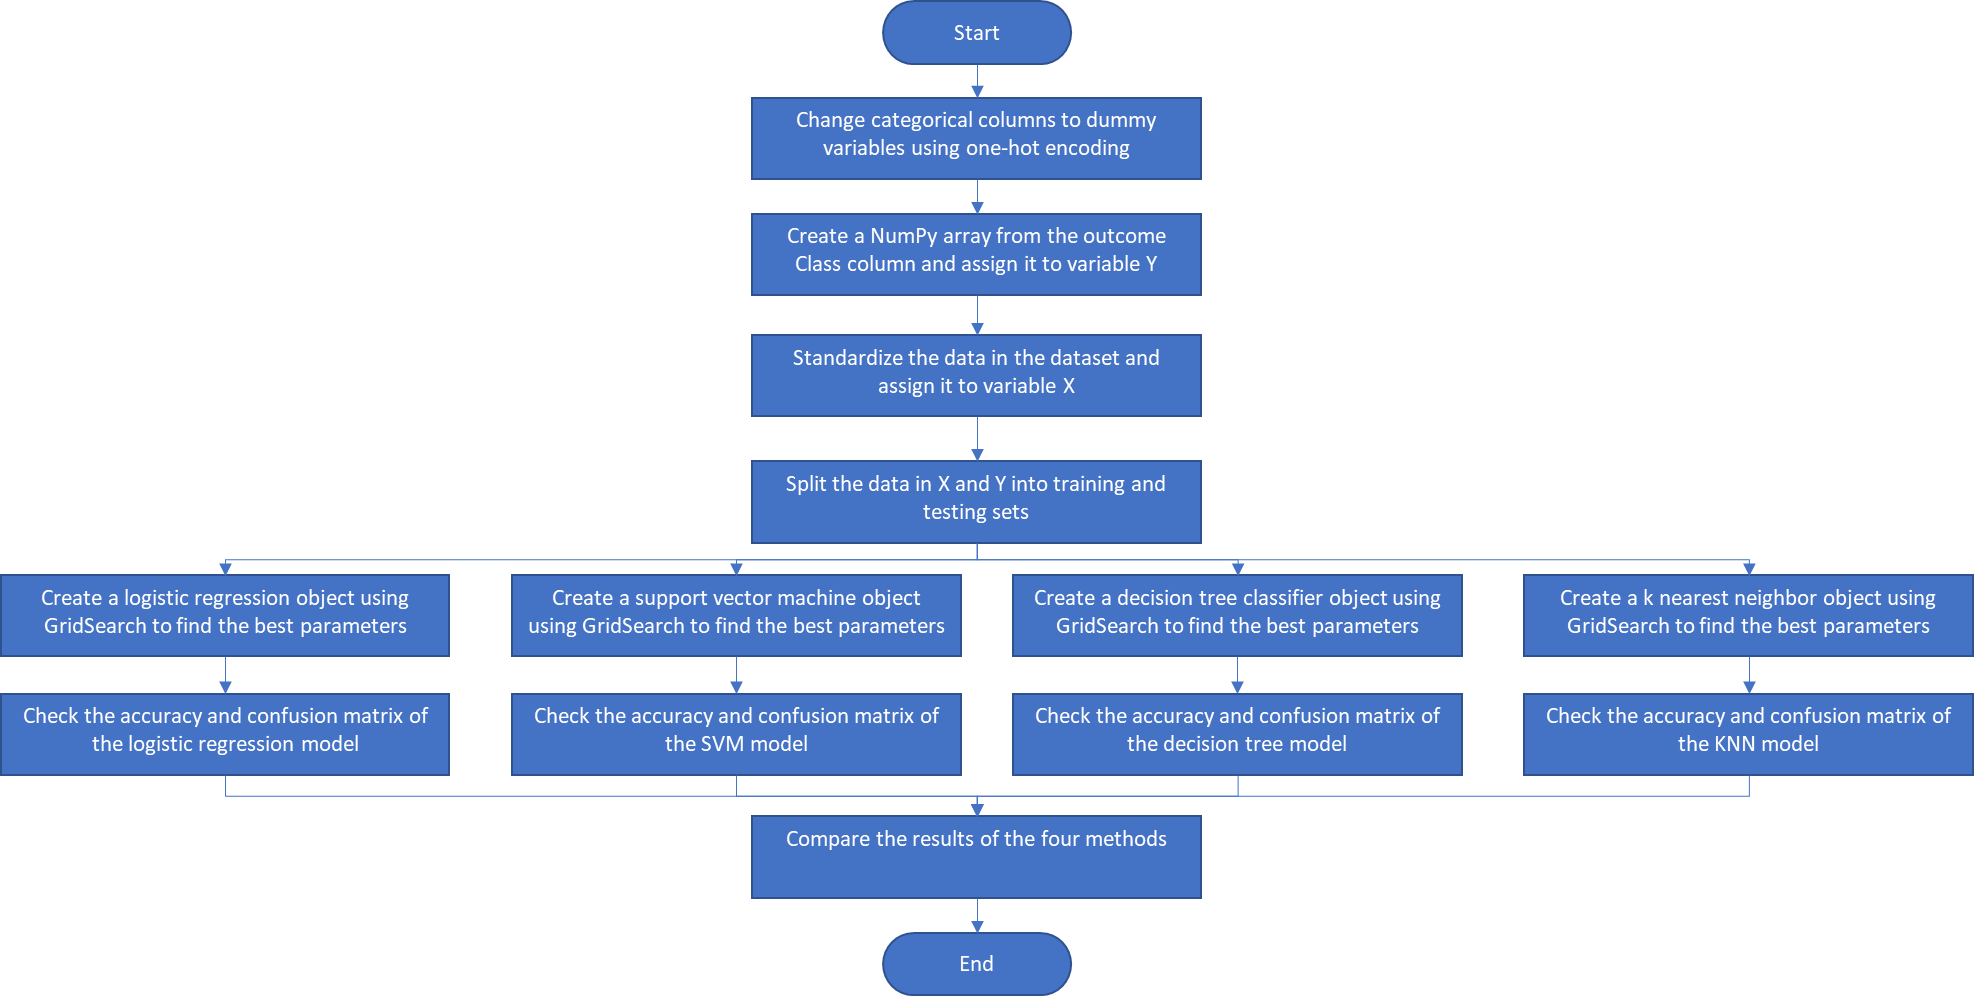 Start
Change categorical columns to dummy
variables using one-hot encoding
Create a NumPy array from the outcome
Class column and assign it to variable Y
Standardize the data in the dataset and
assign it to variable X
Split the data in X and Y into training and
testing sets
Create a logistic regression object using
GridSearch to find the best parameters
Create a support vector machine object
using GridSearch to find the best parameters
Create a decision tree classifier object using
GridSearch to find the best parameters
Create a k nearest neighbor object using
GridSearch to find the best parameters
Check the accuracy and confusion matrix of
the logistic regression model
Check the accuracy and confusion matrix of
the SVM model
Check the accuracy and confusion matrix of
the decision tree model
Check the accuracy and confusion matrix of
the KNN model
Compare the results of the four methods
End